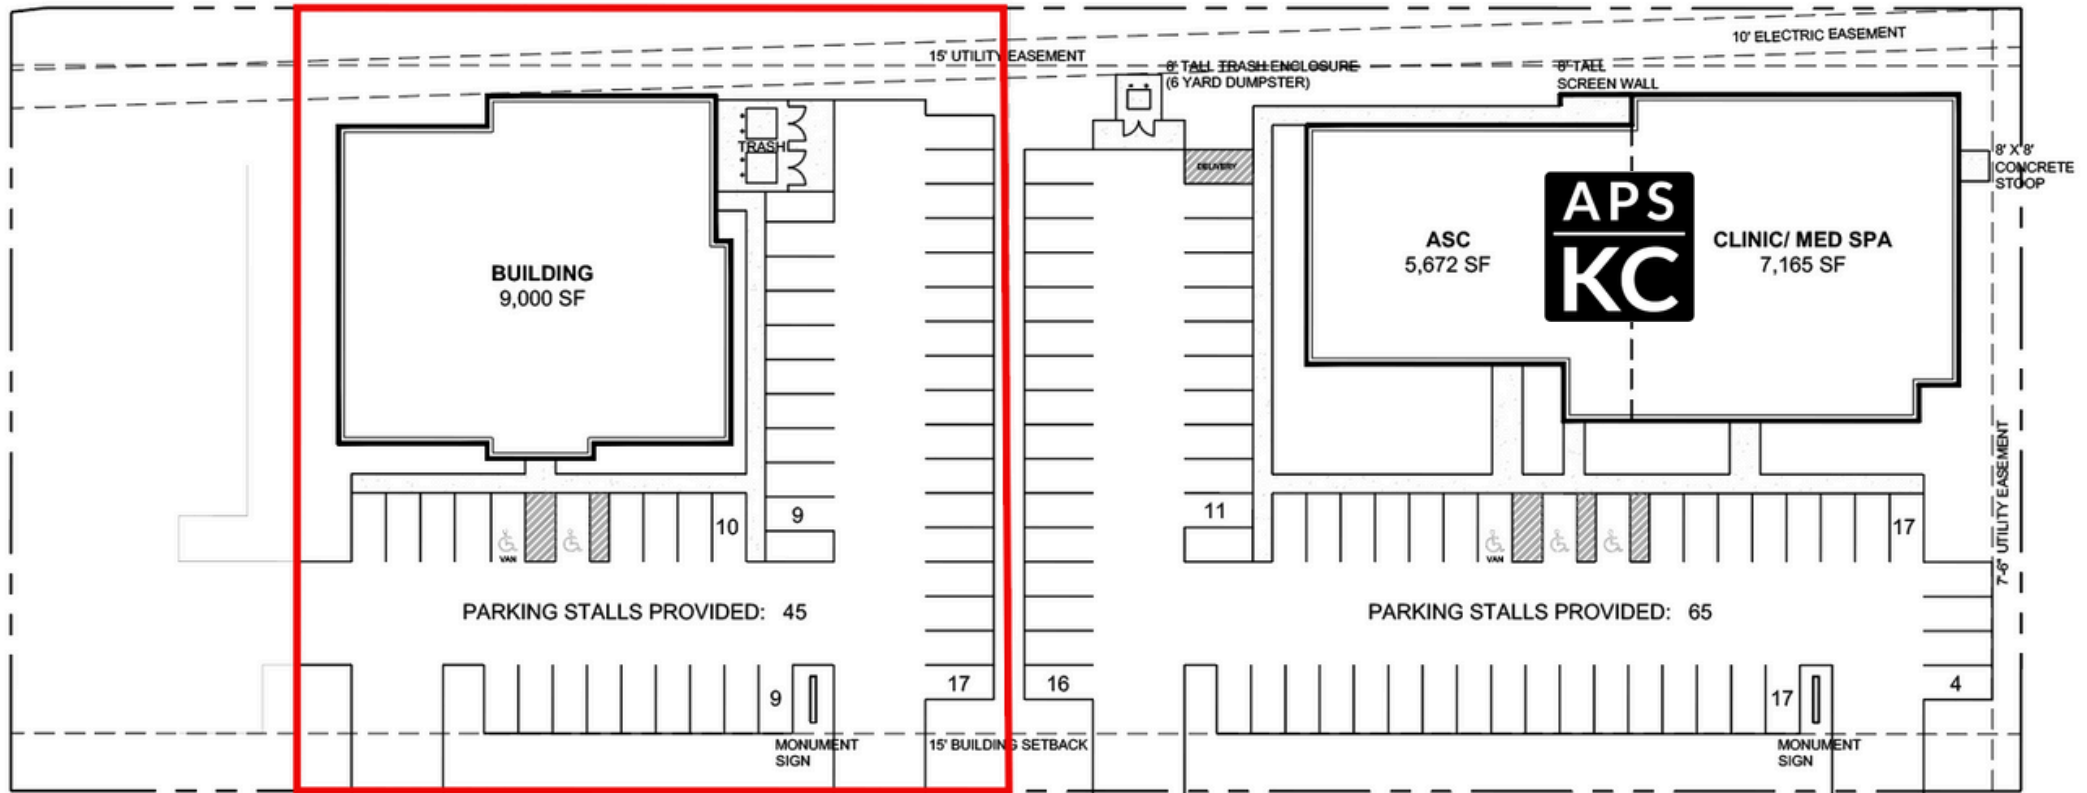 15' UTILITY EASEMENT
10' ELECTRIC EASEMENT
8' TALL TRASH ENCLOSURE
(6 YARD DUMPSTER)
8' TALL
SCREEN WALL
TRASH
DELIVERY
8' X 8'
CONCRETE
STOOP
BUILDING
9,000 SF
ASC
5,672 SF
APS
KC
CLINIC/ MED SPA
7,165 SF
10
9
11
17
VAN
VAN
7'-6" UTILITY EASEMENT
PARKING STALLS PROVIDED: 45
PARKING STALLS PROVIDED: 65
9
17
16
17
4
MONUMENT
SIGN
15' BUILDING SETBACK
MONUMENT
SIGN